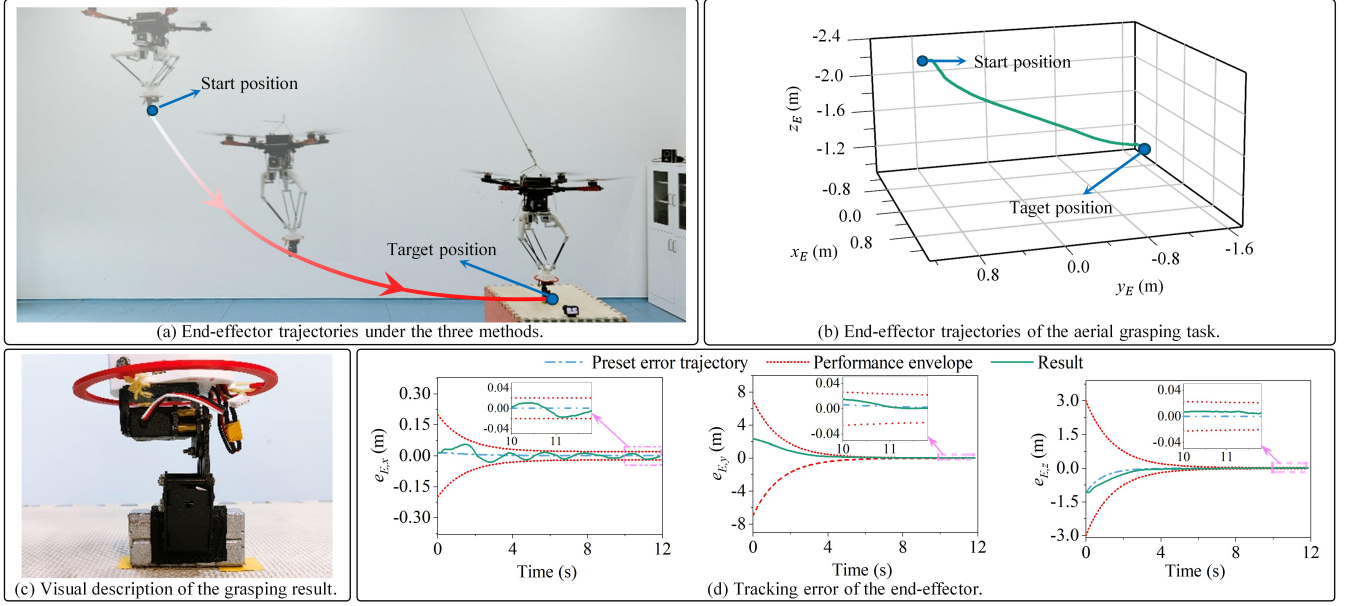 Start position
Target position
(a) End-effector trajectories under the three methods.
-2.4
-2.0
-1.6
-1.2
z_E (m)
-0.8
0.0
0.8
x_E (m)
0.8
0.0
-0.8
-1.6
y_E (m)
Start position
Taget position
(b) End-effector trajectories of the aerial grasping task.
(c) Visual description of the grasping result.
Preset error trajectory Performance envelope Result
e_{E,x} (m)
0.30
0.15
0.00
-0.15
-0.30
0 4 8 12
Time (s)
0.04
0.00
-0.04
10 11
e_{E,y} (m)
8
4
0
-4
-8
0 4 8 12
Time (s)
0.04
0.00
-0.04
10 11
e_{E,z} (m)
3.0
1.5
0.0
-1.5
-3.0
0 4 8 12
Time (s)
0.04
0.00
-0.04
10 11
(d) Tracking error of the end-effector.